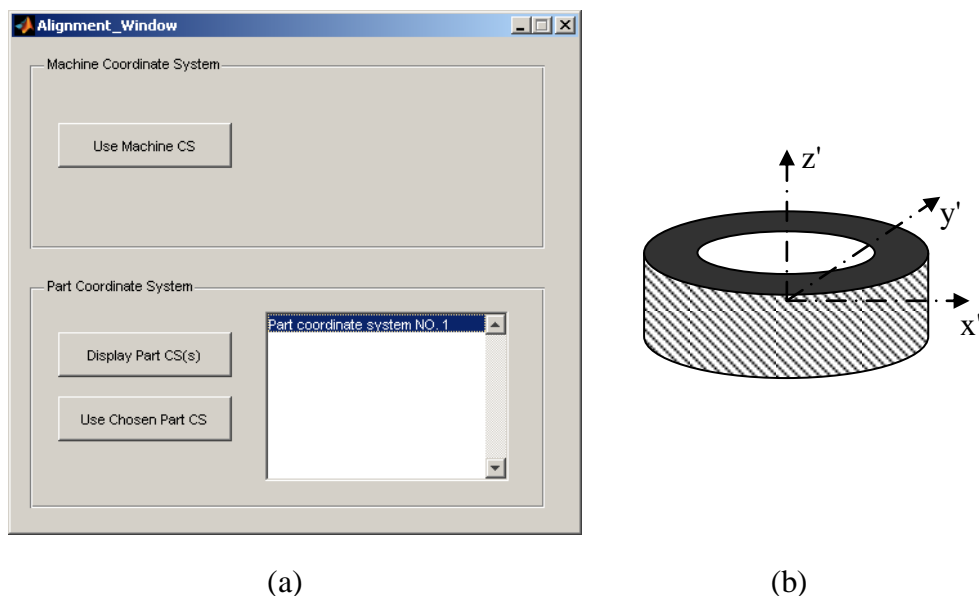 Alignment_Window
Machine Coordinate System
Use Machine CS
Part Coordinate System
Part coordinate system NO. 1
Display Part CS(s)
Use Chosen Part CS
z'
y'
x'
(a)
(b)